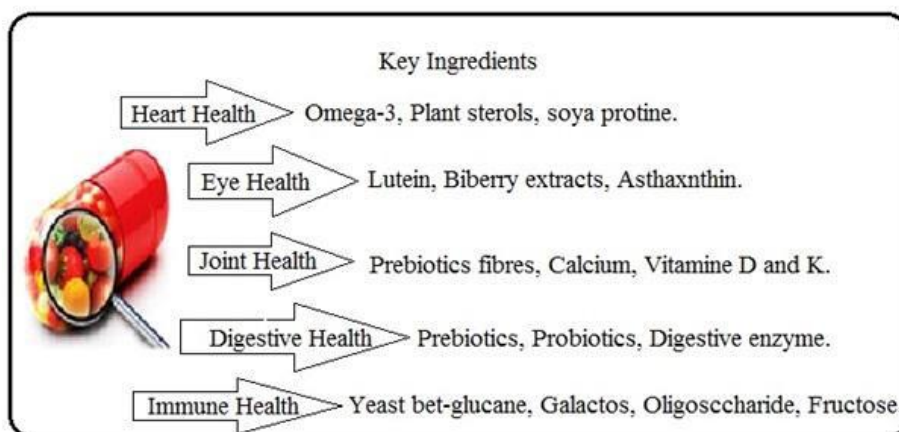 Key Ingredients
Heart Health Omega-3, Plant sterols, soya protine.
Eye Health Lutein, Biberry extracts, Asthaxnthin.
Joint Health Prebiotics fibres, Calcium, Vitamine D and K.
Digestive Health Prebiotics, Probiotics, Digestive enzyme.
Immune Health Yeast bet-glucane, Galactos, Oligosccharide, Fructose